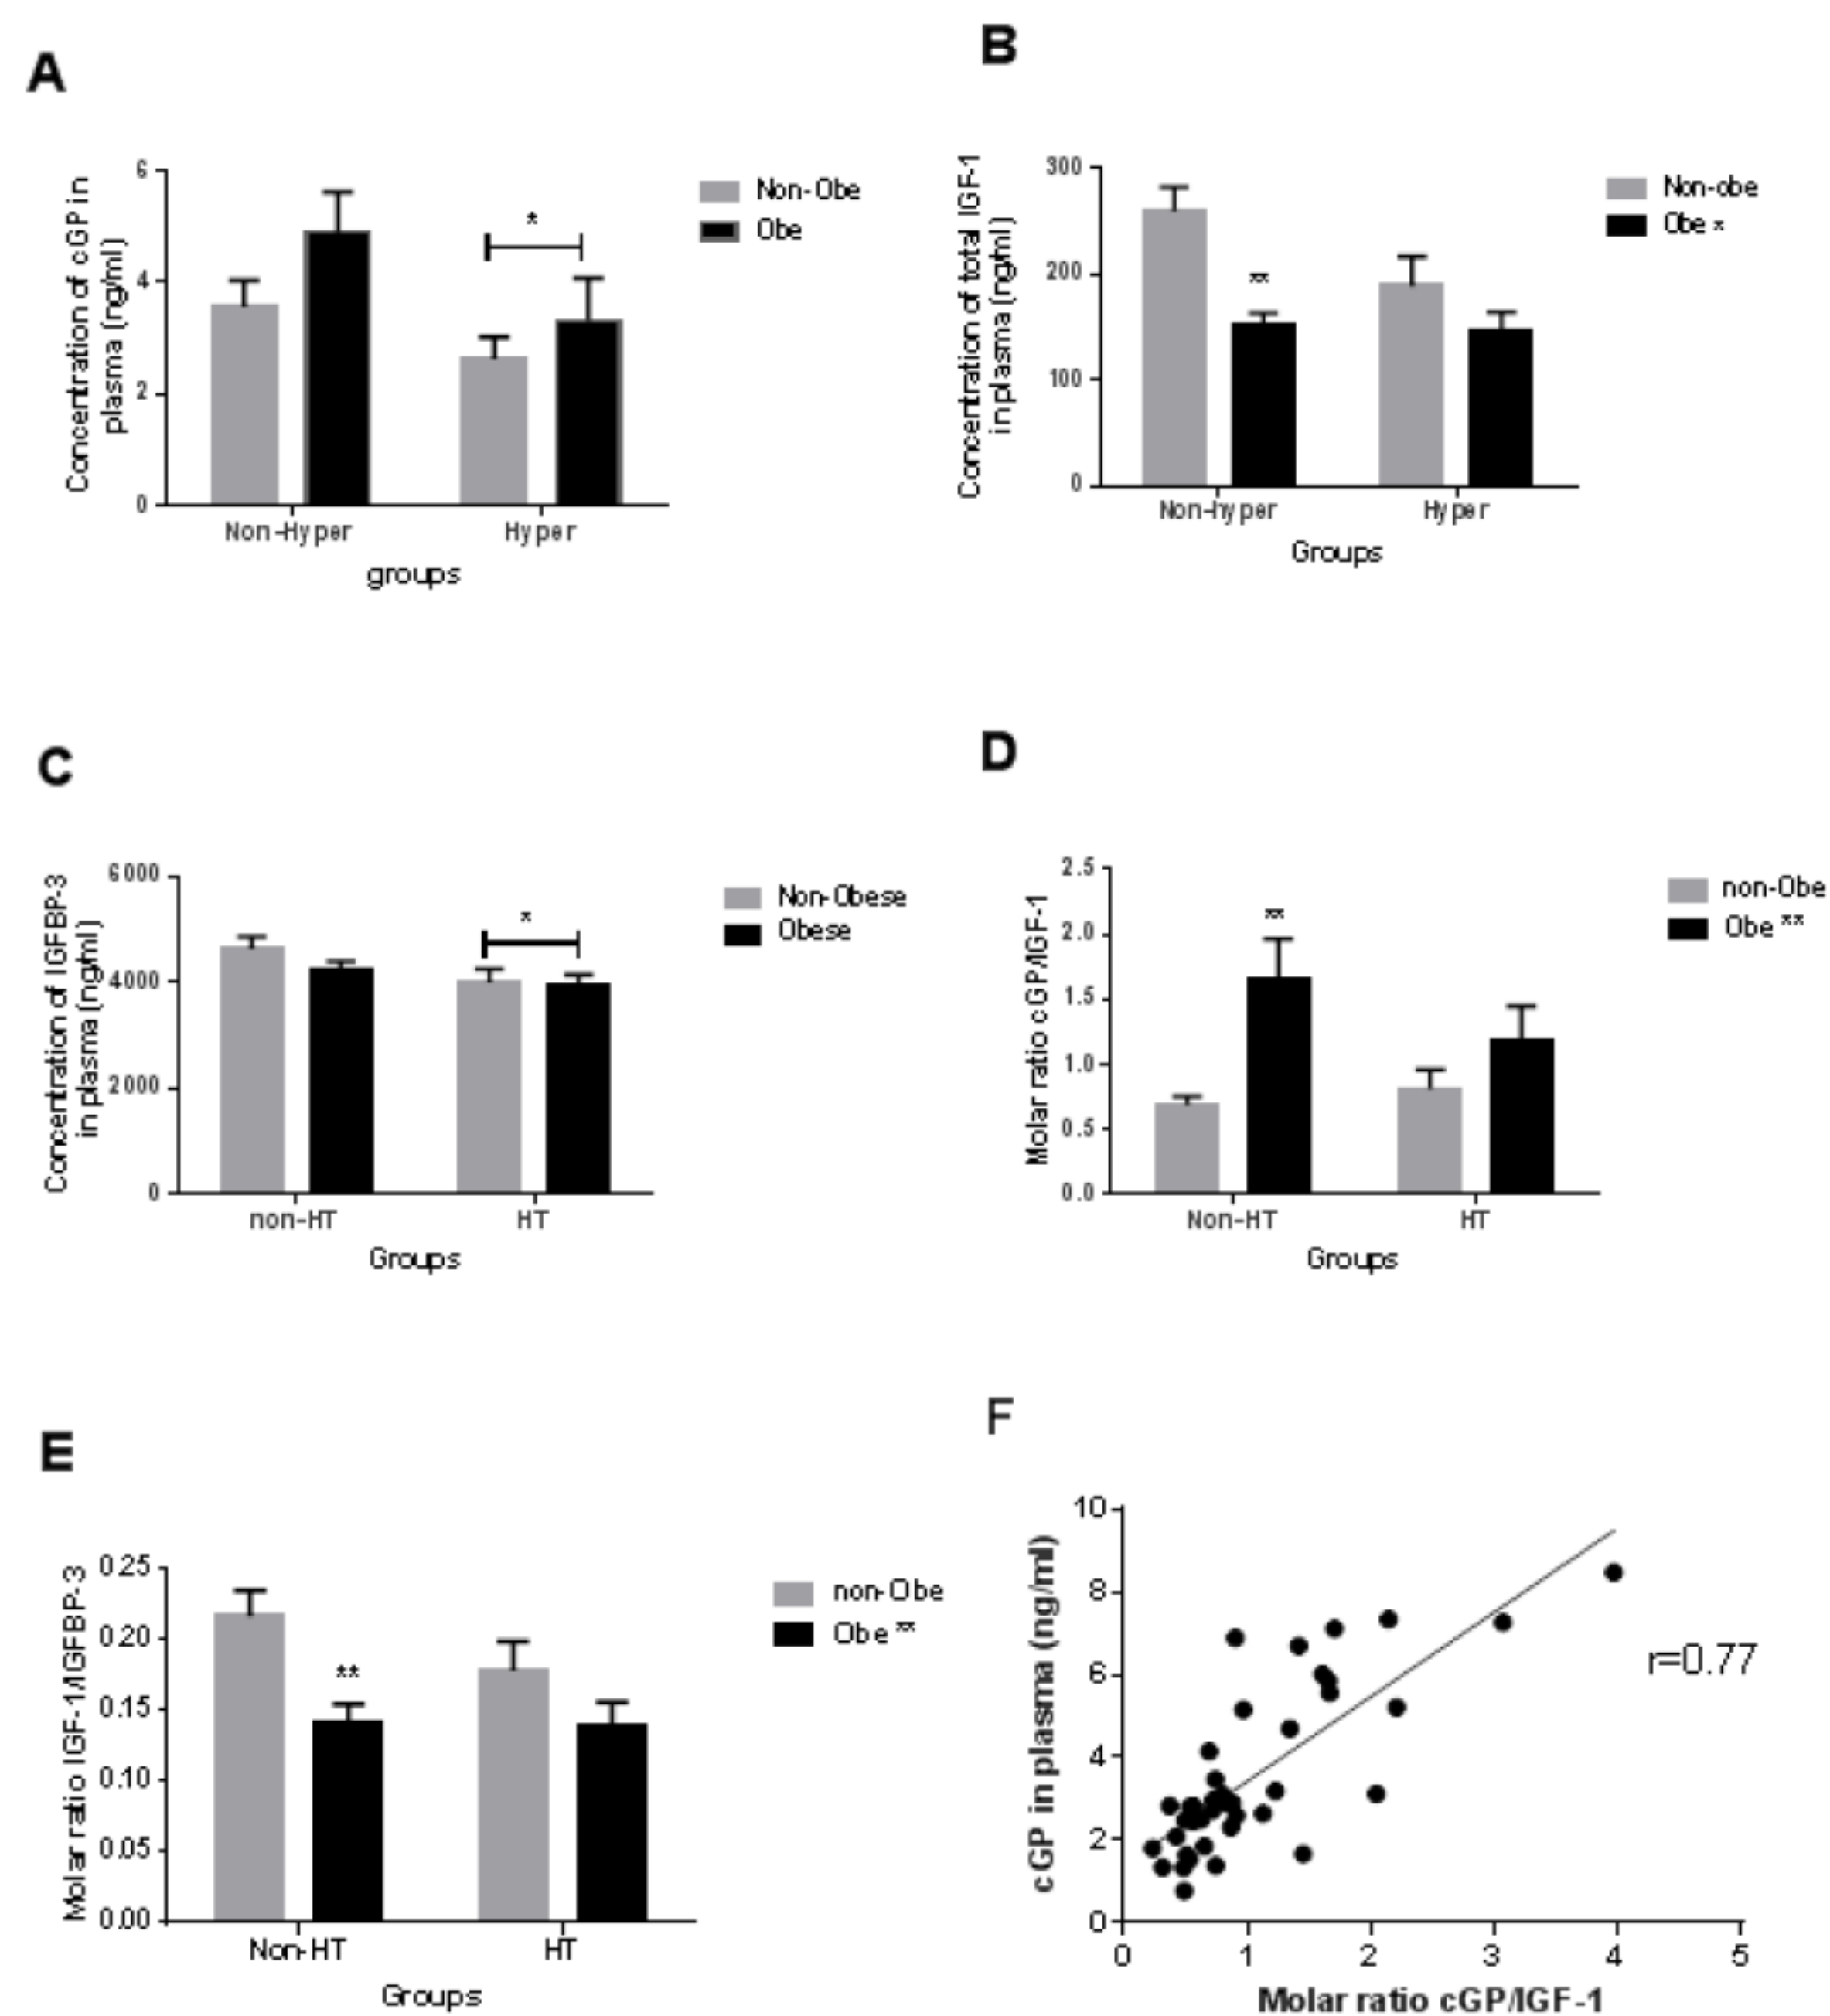 A
Concentration of cGP in
plasma (ng/ml)
6
4
2
0
*
Non-Hyper
Hyper
groups
Non-Obe
Obe
B
Concentration of total IGF-1
in plasma (ng/ml)
300
200
100
0
**
Non-hyper
Hyper
Groups
Non-obe
Obe *
C
Concentration of IGFBP-3
in plasma (ng/ml)
6000
4000
2000
0
*
non-HT
HT
Groups
Non-Obese
Obese
D
Molar ratio cGP/IGF-1
2.5
2.0
1.5
1.0
0.5
0.0
**
Non-HT
HT
Groups
non-Obe
Obe **
E
Molar ratio IGF-1/IGFBP-3
0.25
0.20
0.15
0.10
0.05
0.00
**
Non-HT
HT
Groups
non-Obe
Obe **
F
cGP in plasma (ng/ml)
10
8
6
4
2
0
r=0.77
0 1 2 3 4 5
Molar ratio cGP/IGF-1